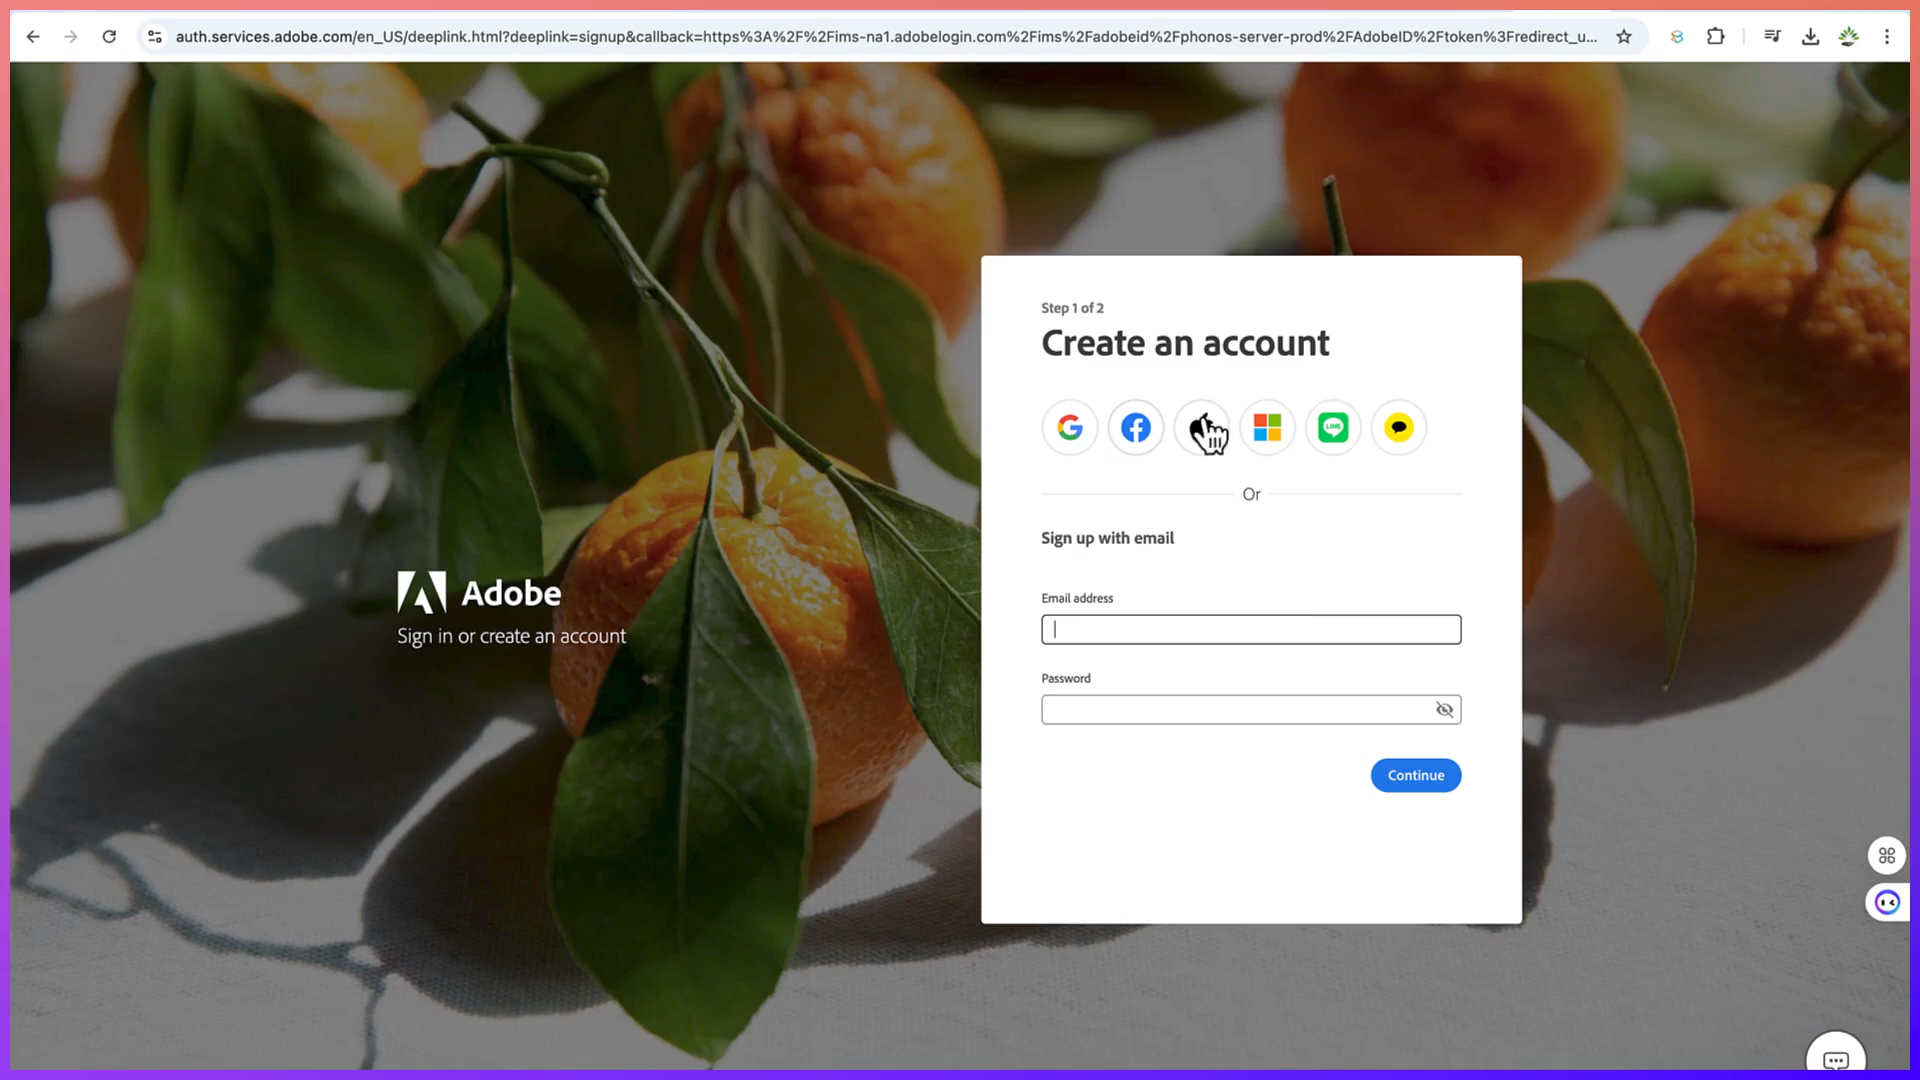 auth.services.adobe.com/en_US/deeplink.html?deeplink=signup&callback=https%3A%2F%2Fims-na1.adobelogin.com%2Fims%2Fadobeid%2Fphonos-server-prod%2FAdobeID%2Ftoken%3Fredirect_u...
Step 1 of 2
Create an account
LINE
Or
Sign up with email
Email address
Password
Continue
Adobe
Sign in or create an account